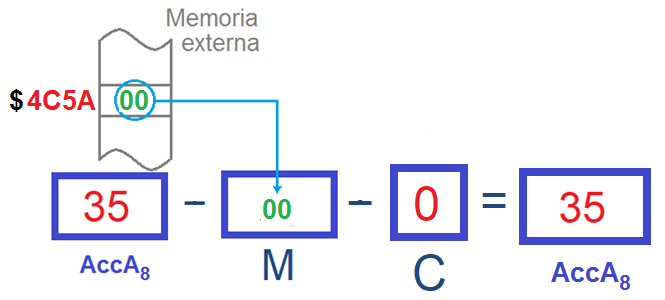 Memoria
externa
$4C5A 00
35 - 00 - 0 = 35
AccA8 M C AccA8